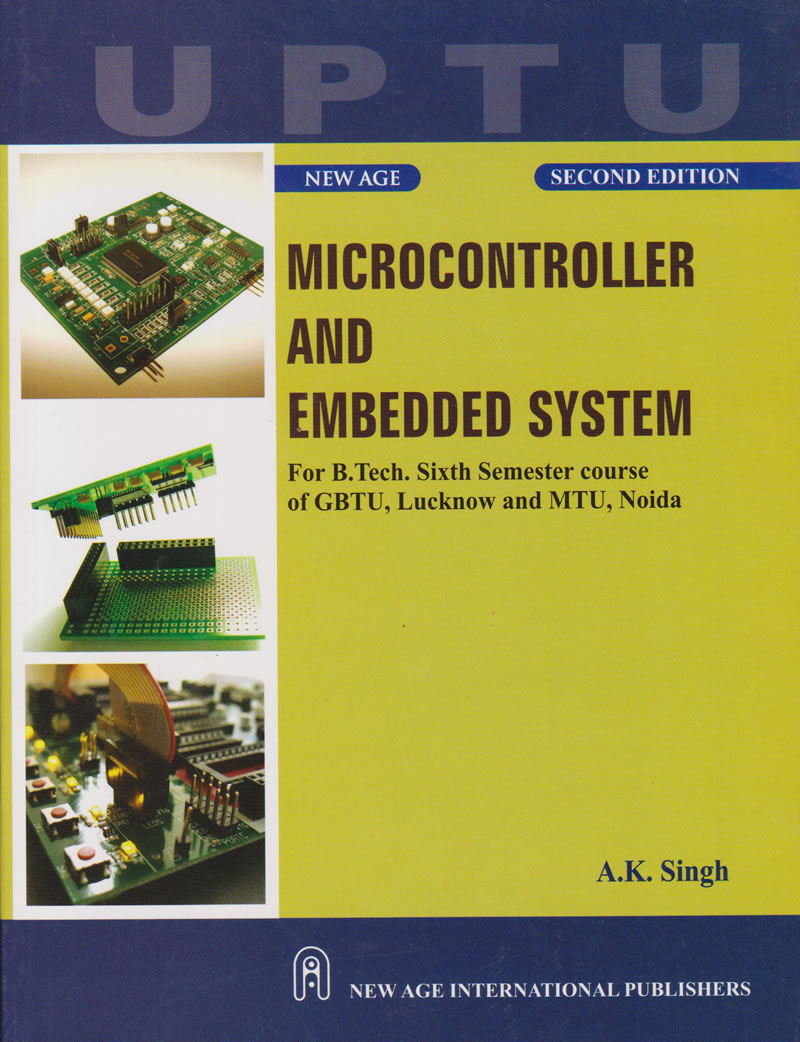 UPTU
NEW AGE
SECOND EDITION
MICROCONTROLLER
AND
EMBEDDED SYSTEM
For B.Tech. Sixth Semester course
of GBTU, Lucknow and MTU, Noida
A.K. Singh
NEW AGE INTERNATIONAL PUBLISHERS